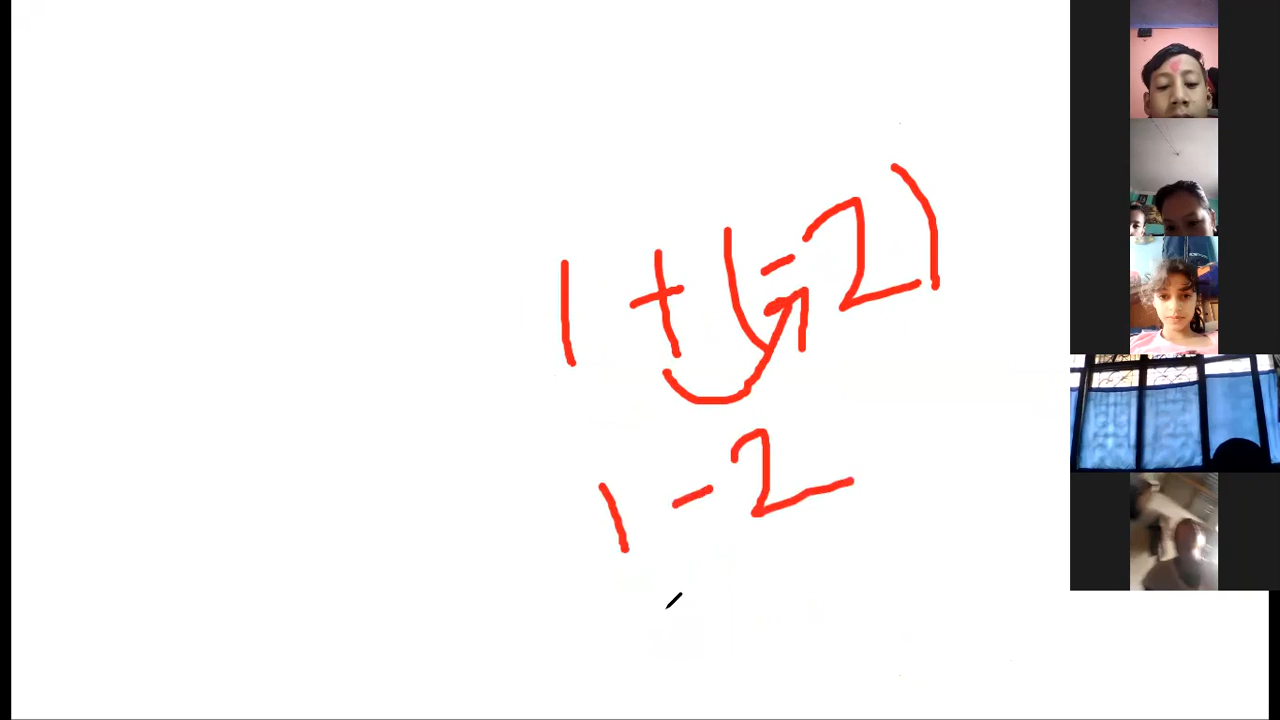 1 + (-2)
1 - 2